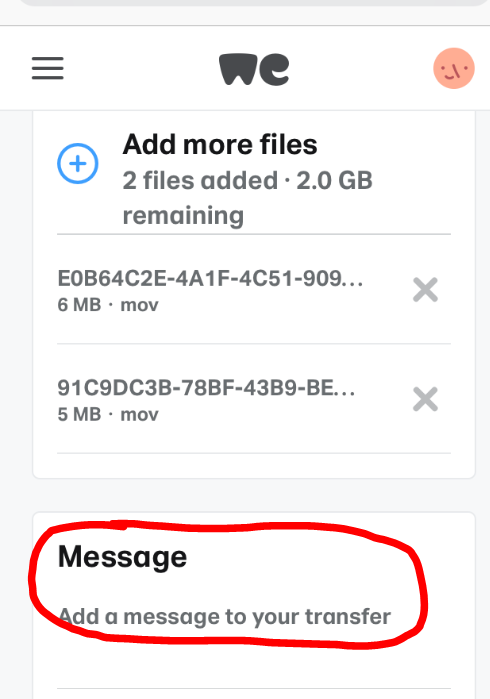 we
Add more files
2 files added · 2.0 GB
remaining
E0B64C2E-4A1F-4C51-909...
6 MB · mov
91C9DC3B-78BF-43B9-BE...
5 MB · mov
Message
Add a message to your transfer